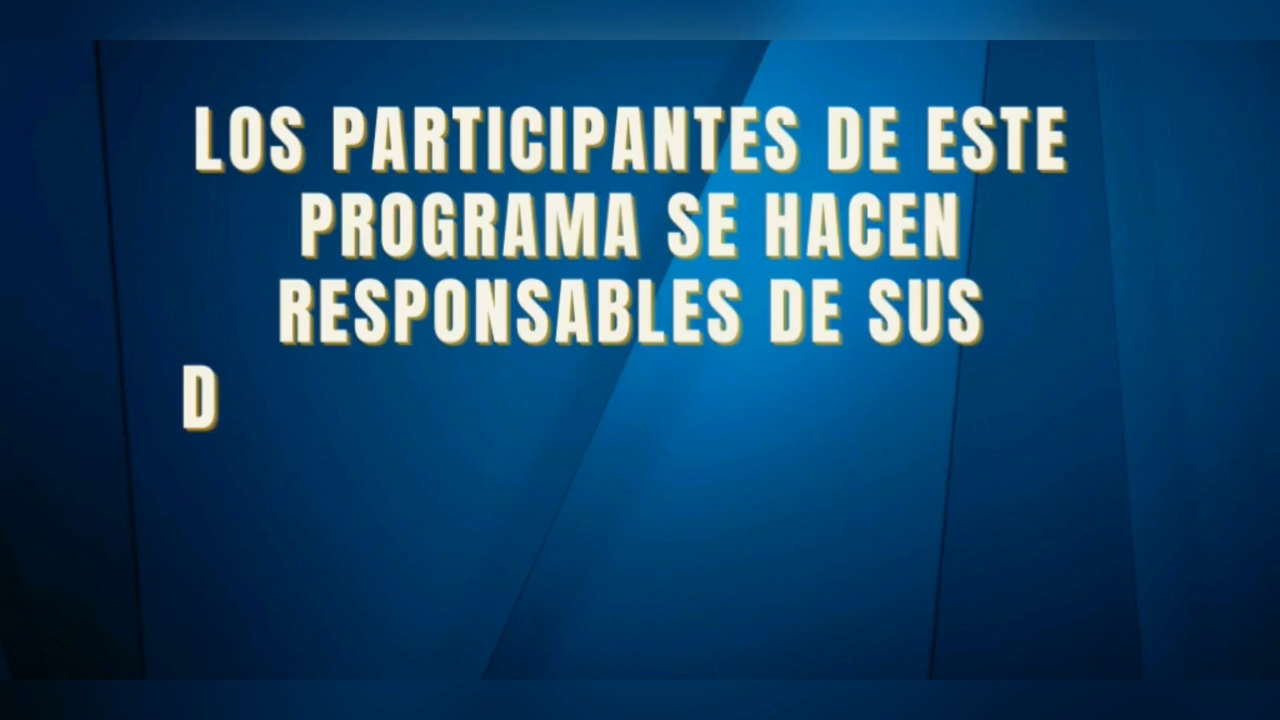 LOS PARTICIPANTES DE ESTE
PROGRAMA SE HACEN
RESPONSABLES DE SUS
D